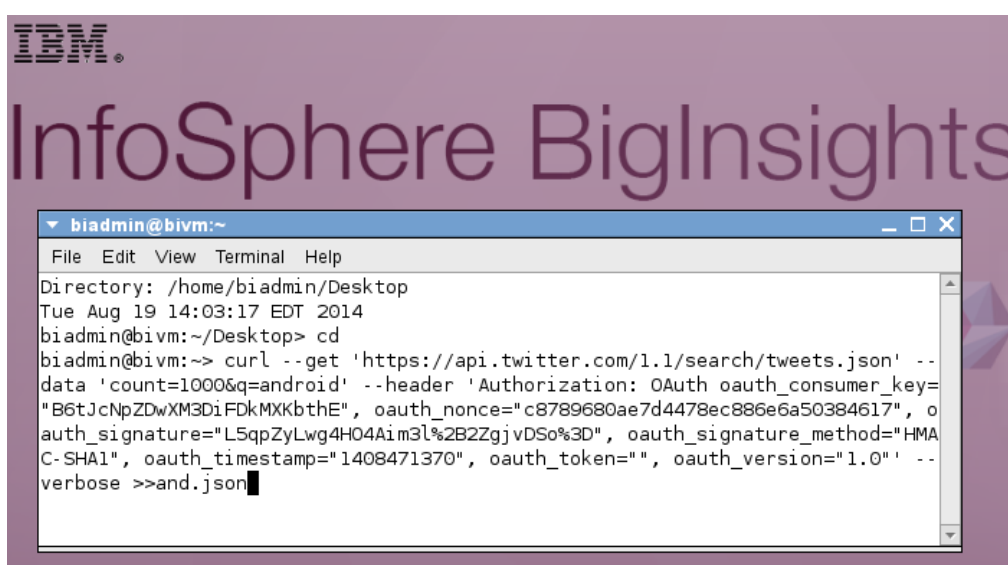 IBM®
InfoSphere BigInsights
biadmin@bivm:~
File Edit View Terminal Help
Directory: /home/biadmin/Desktop
Tue Aug 19 14:03:17 EDT 2014
biadmin@bivm:~/Desktop> cd
biadmin@bivm:~> curl --get 'https://api.twitter.com/1.1/search/tweets.json' --
data 'count=1000&q=android' --header 'Authorization: OAuth oauth_consumer_key=
"B6tJcNpZDwXM3DiFDkMXKbthE", oauth_nonce="c8789680ae7d4478ec886e6a50384617", o
auth_signature="L5qpZyLwg4HO4Aim3l%2B2ZgjvDSo%3D", oauth_signature_method="HMA
C-SHA1", oauth_timestamp="1408471370", oauth_token="", oauth_version="1.0"' --
verbose >>and.json